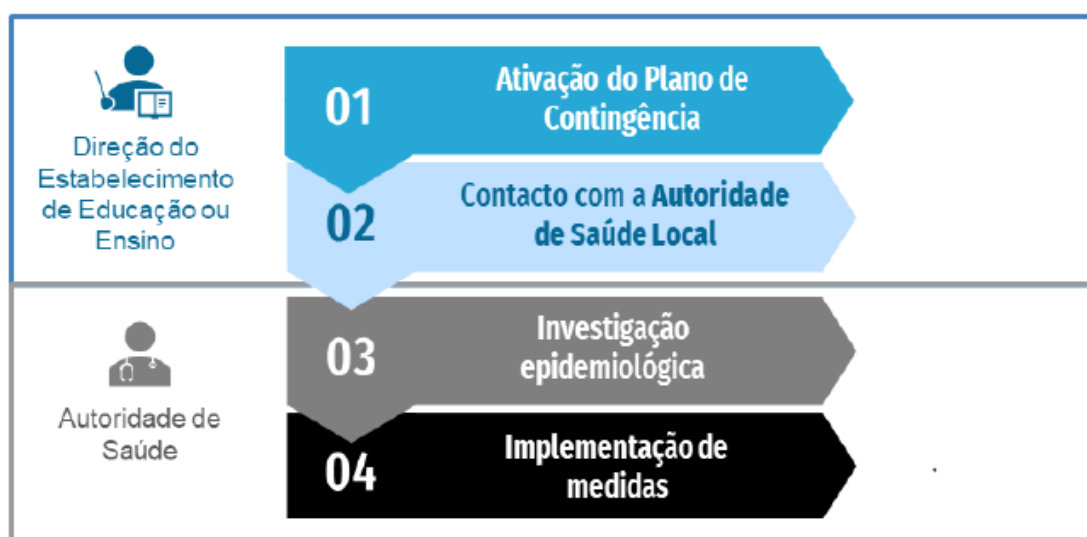 Direção do
Estabelecimento
de Educação ou
Ensino
01
Ativação do Plano de
Contingência
02
Contacto com a Autoridade
de Saúde Local
Autoridade de
Saúde
03
Investigação
epidemiológica
04
Implementação de
medidas
.